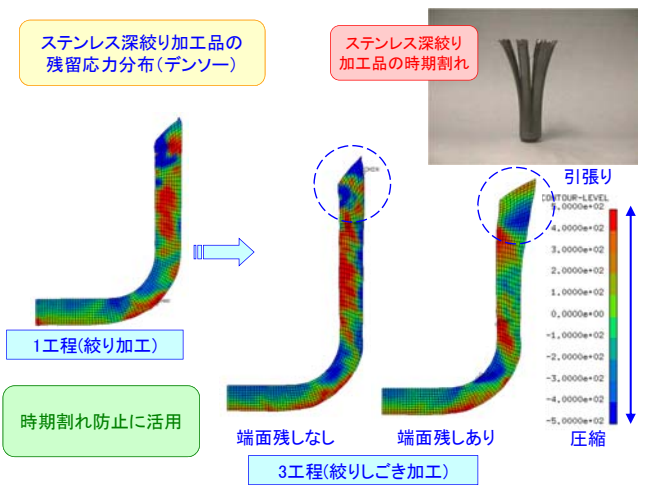 ステンレス深絞り加工品の
残留応力分布(デンソー)
ステンレス深絞り
加工品の時期割れ
引張り
CONTOUR-LEVEL
5.0000e+02
4.0000e+02
3.0000e+02
2.0000e+02
1.0000e+02
0.0000e+00
-1.0000e+02
-2.0000e+02
-3.0000e+02
-4.0000e+02
-5.0000e+02
圧縮
1工程(絞り加工)
時期割れ防止に活用
端面残しなし
端面残しあり
3工程(絞りしごき加工)